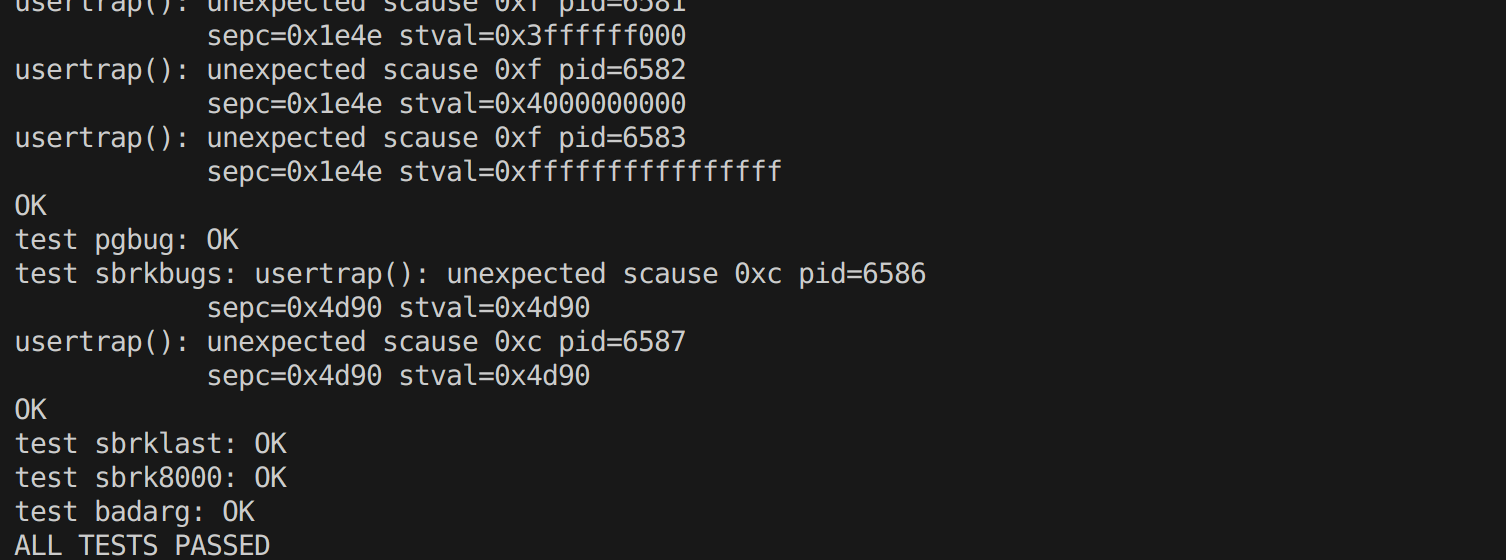 usertrap(): unexpected scause 0xf pid=6581
            sepc=0x1e4e stval=0x3ffffff000
usertrap(): unexpected scause 0xf pid=6582
            sepc=0x1e4e stval=0x4000000000
usertrap(): unexpected scause 0xf pid=6583
            sepc=0x1e4e stval=0xffffffffffffffff
OK
test pgbug: OK
test sbrkbugs: usertrap(): unexpected scause 0xc pid=6586
            sepc=0x4d90 stval=0x4d90
usertrap(): unexpected scause 0xc pid=6587
            sepc=0x4d90 stval=0x4d90
OK
test sbrklast: OK
test sbrk8000: OK
test badarg: OK
ALL TESTS PASSED